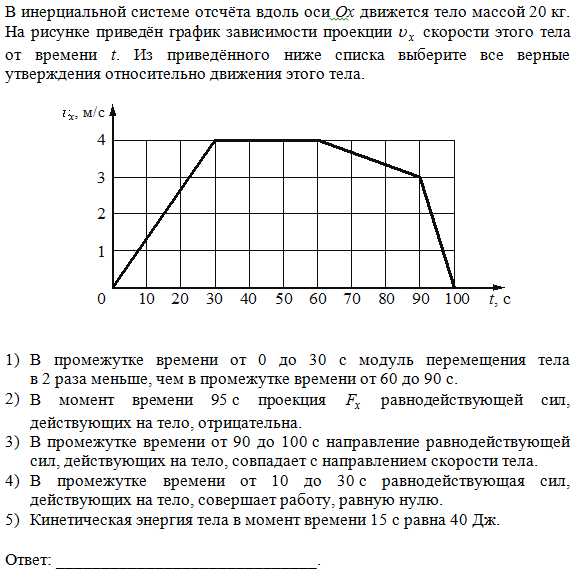 В инерциальной системе отсчёта вдоль оси Ox движется тело массой 20 кг.
На рисунке приведён график зависимости проекции υx скорости этого тела
от времени t. Из приведённого ниже списка выберите все верные
утверждения относительно движения этого тела.
υx, м/с
4
3
2
1
0 10 20 30 40 50 60 70 80 90 100 t, с
1) В промежутке времени от 0 до 30 с модуль перемещения тела
в 2 раза меньше, чем в промежутке времени от 60 до 90 с.
2) В момент времени 95 с проекция Fx равнодействующей сил,
действующих на тело, отрицательна.
3) В промежутке времени от 90 до 100 с направление равнодействующей
сил, действующих на тело, совпадает с направлением скорости тела.
4) В промежутке времени от 10 до 30 с равнодействующая сил,
действующих на тело, совершает работу, равную нулю.
5) Кинетическая энергия тела в момент времени 15 с равна 40 Дж.
Ответ: ______________________________.